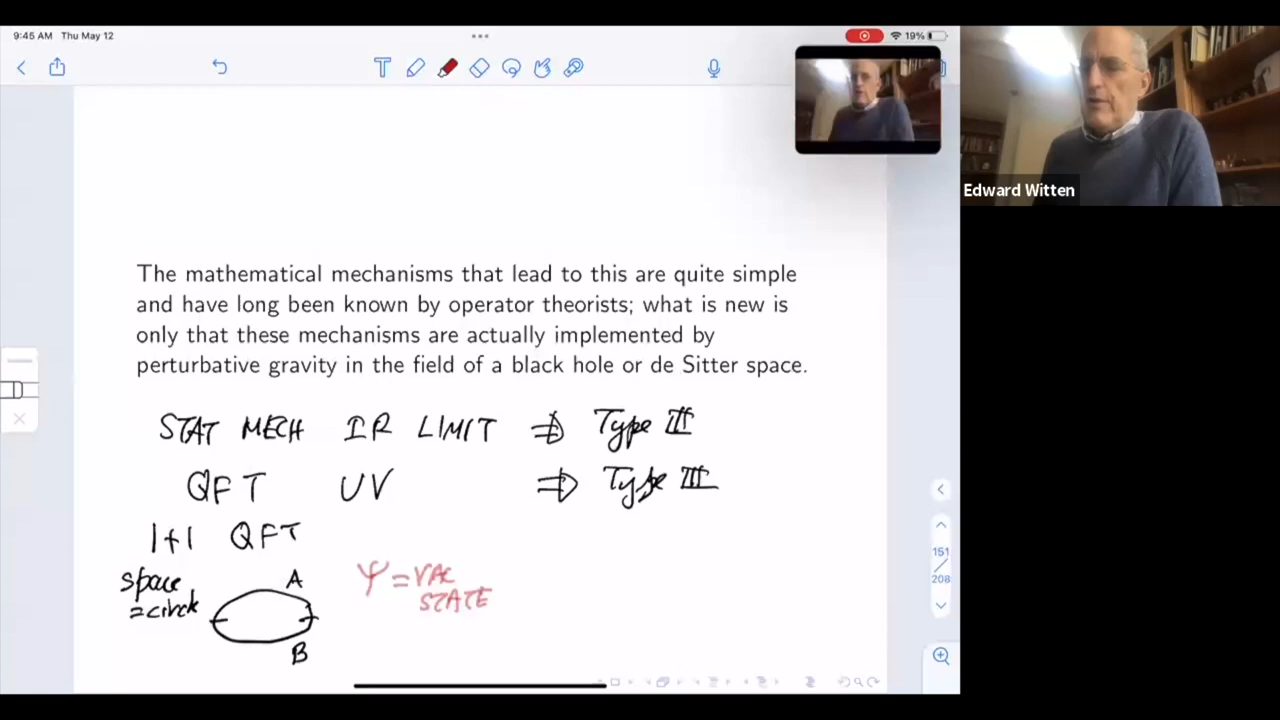 9:45 AM Thu May 12
19%
T
Edward Witten
The mathematical mechanisms that lead to this are quite simple
and have long been known by operator theorists; what is new is
only that these mechanisms are actually implemented by
perturbative gravity in the field of a black hole or de Sitter space.
STAT MECH IR LIMIT ⇒ Type III
QFT UV ⇒ Type III
1+1 QFT
space
= circle
A
B
Ψ = VAC
STATE
151
/
208